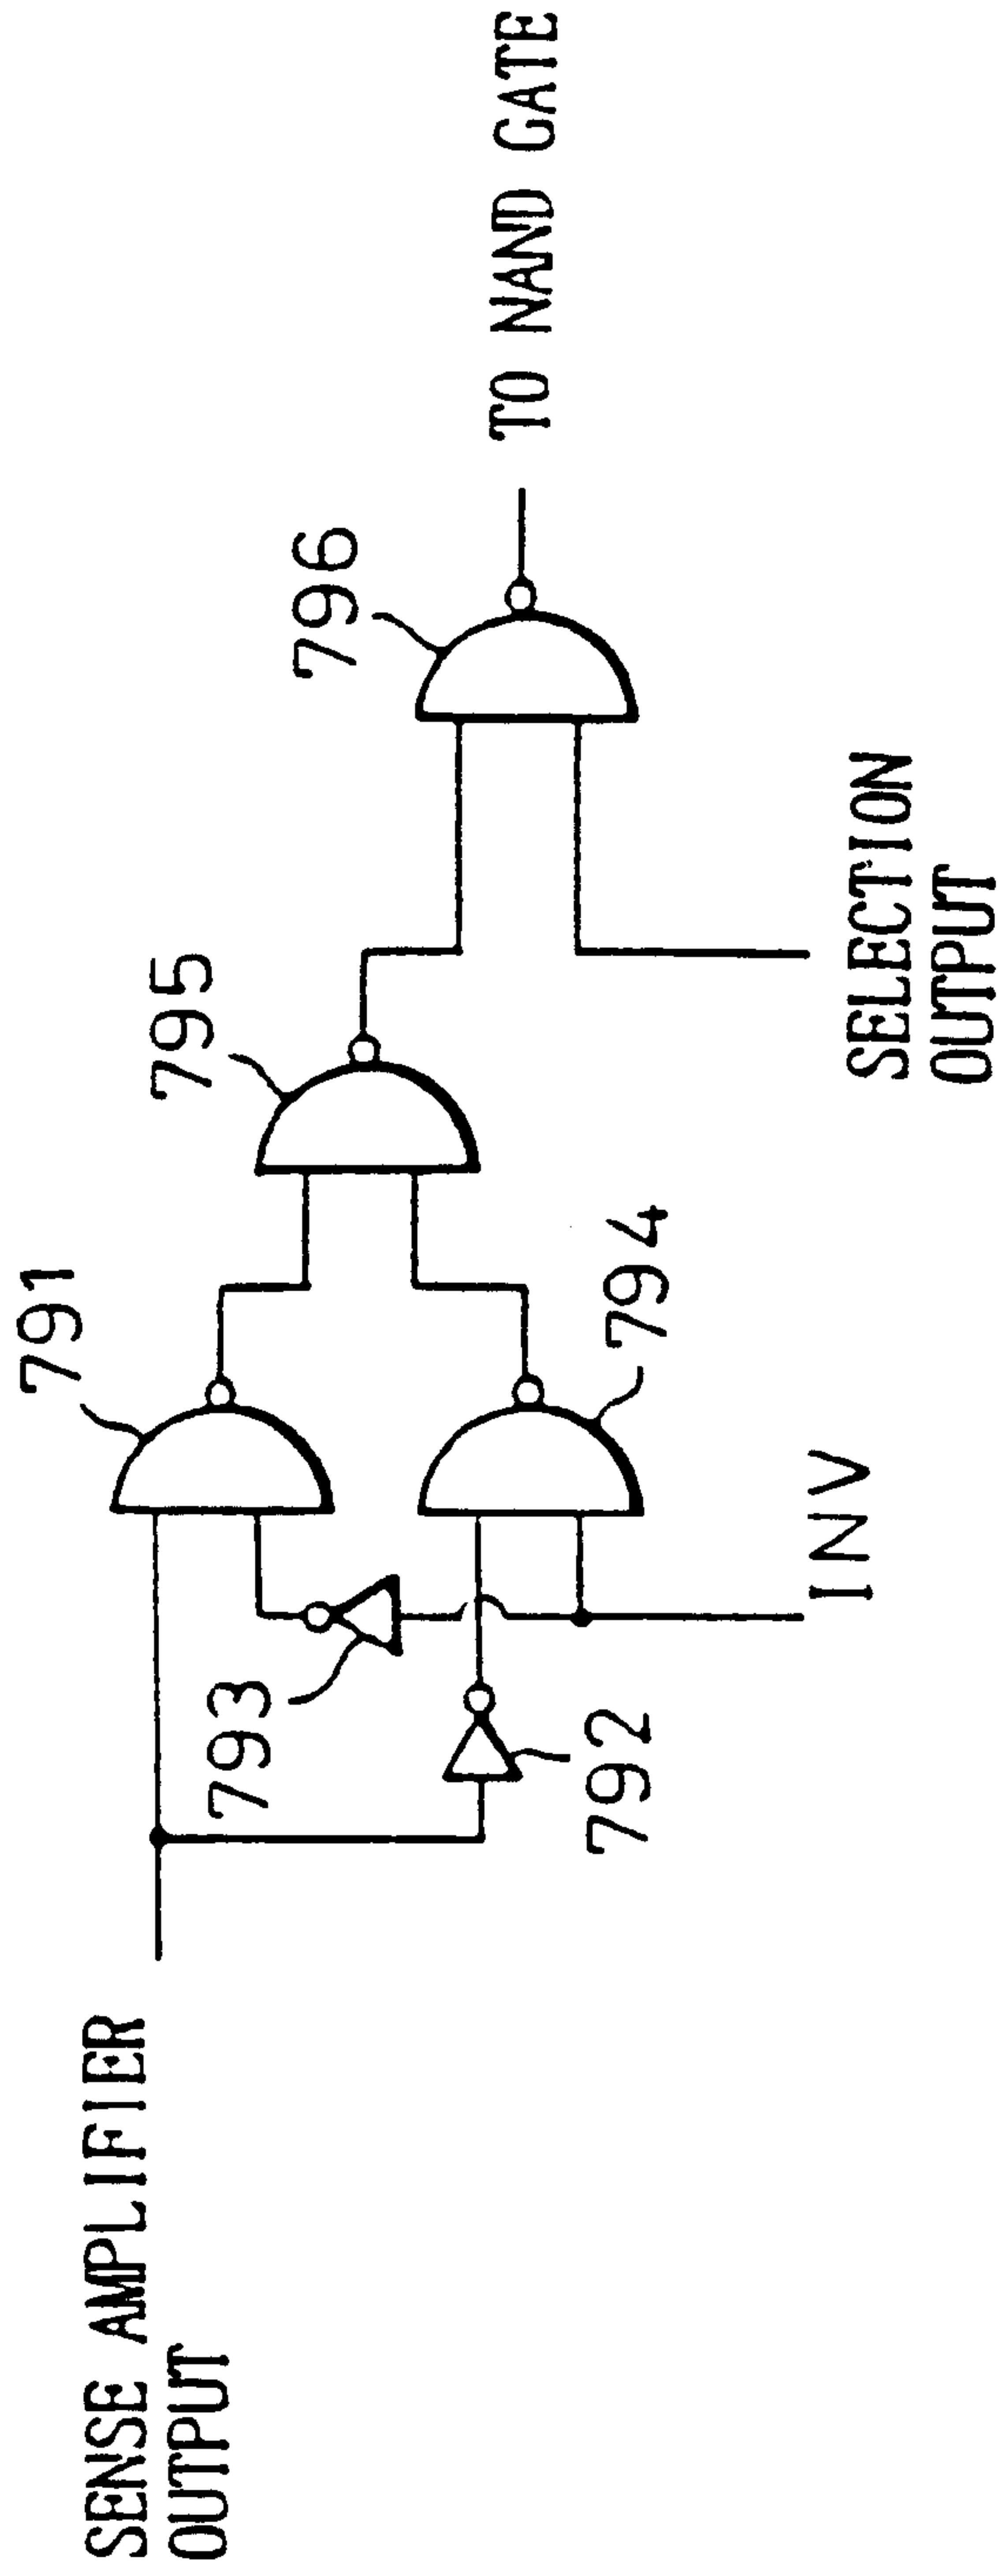 SENSE AMPLIFIER
OUTPUT
791
793
792
INV
794
795
796
SELECTION
OUTPUT
TO NAND GATE